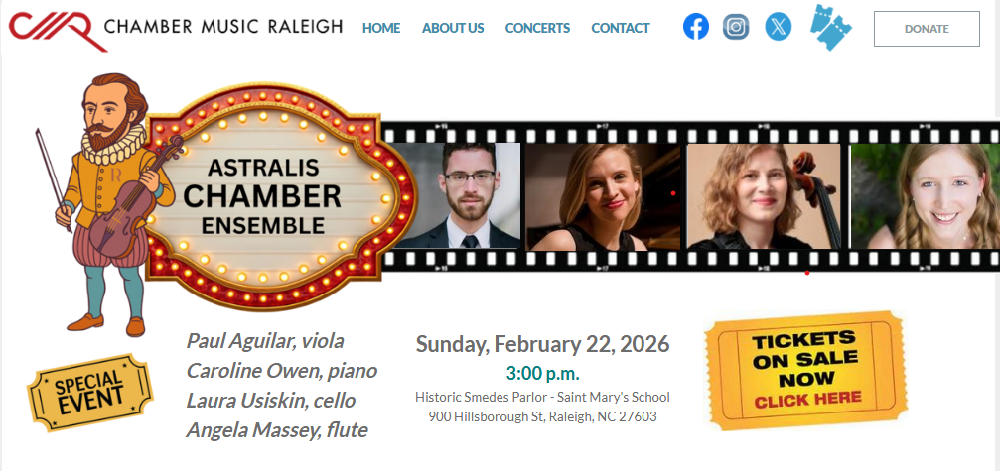 CHAMBER MUSIC RALEIGH
HOME
ABOUT US
CONCERTS
CONTACT
DONATE
ASTRALIS
CHAMBER
ENSEMBLE
R
Paul Aguilar, viola
Caroline Owen, piano
Laura Usiskin, cello
Angela Massey, flute
SPECIAL
EVENT
Sunday, February 22, 2026
3:00 p.m.
Historic Smedes Parlor - Saint Mary's School
900 Hillsborough St, Raleigh, NC 27603
TICKETS
ON SALE
NOW
CLICK HERE